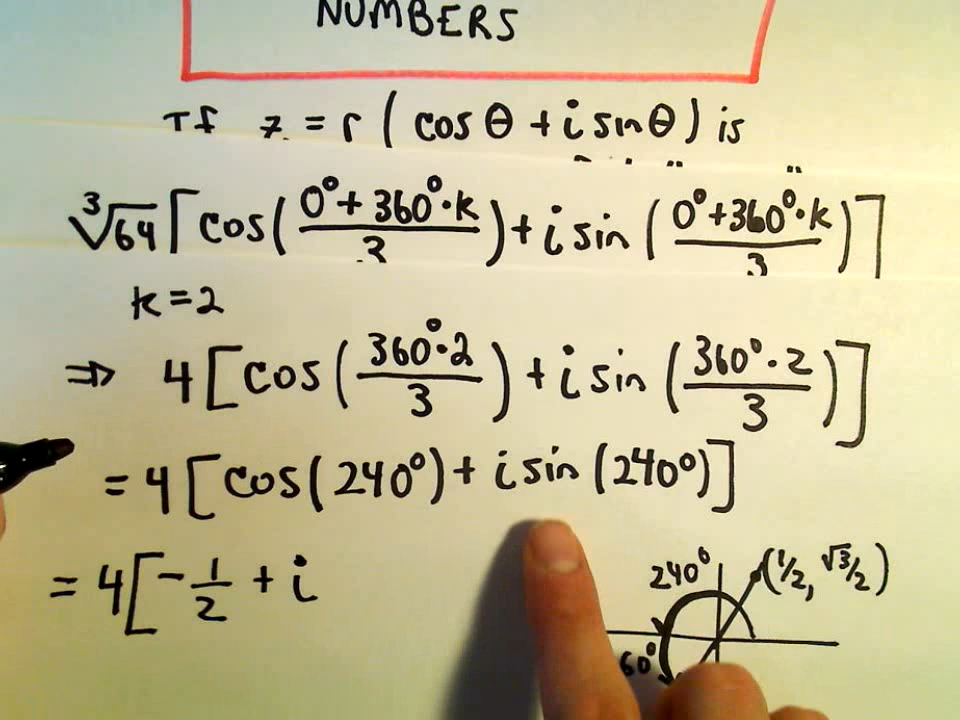 NUMBERS
If z = r ( cos θ + i sin θ ) is
∛64 [ cos ( (0° + 360° · k)/3 ) + i sin ( (0° + 360° · k)/3 ) ]
k = 2
⇒ 4 [ cos ( (360° · 2)/3 ) + i sin ( (360° · 2)/3 ) ]
= 4 [ cos (240°) + i sin (240°) ]
= 4 [ - 1/2 + i
240° (1/2, √3/2)
60°